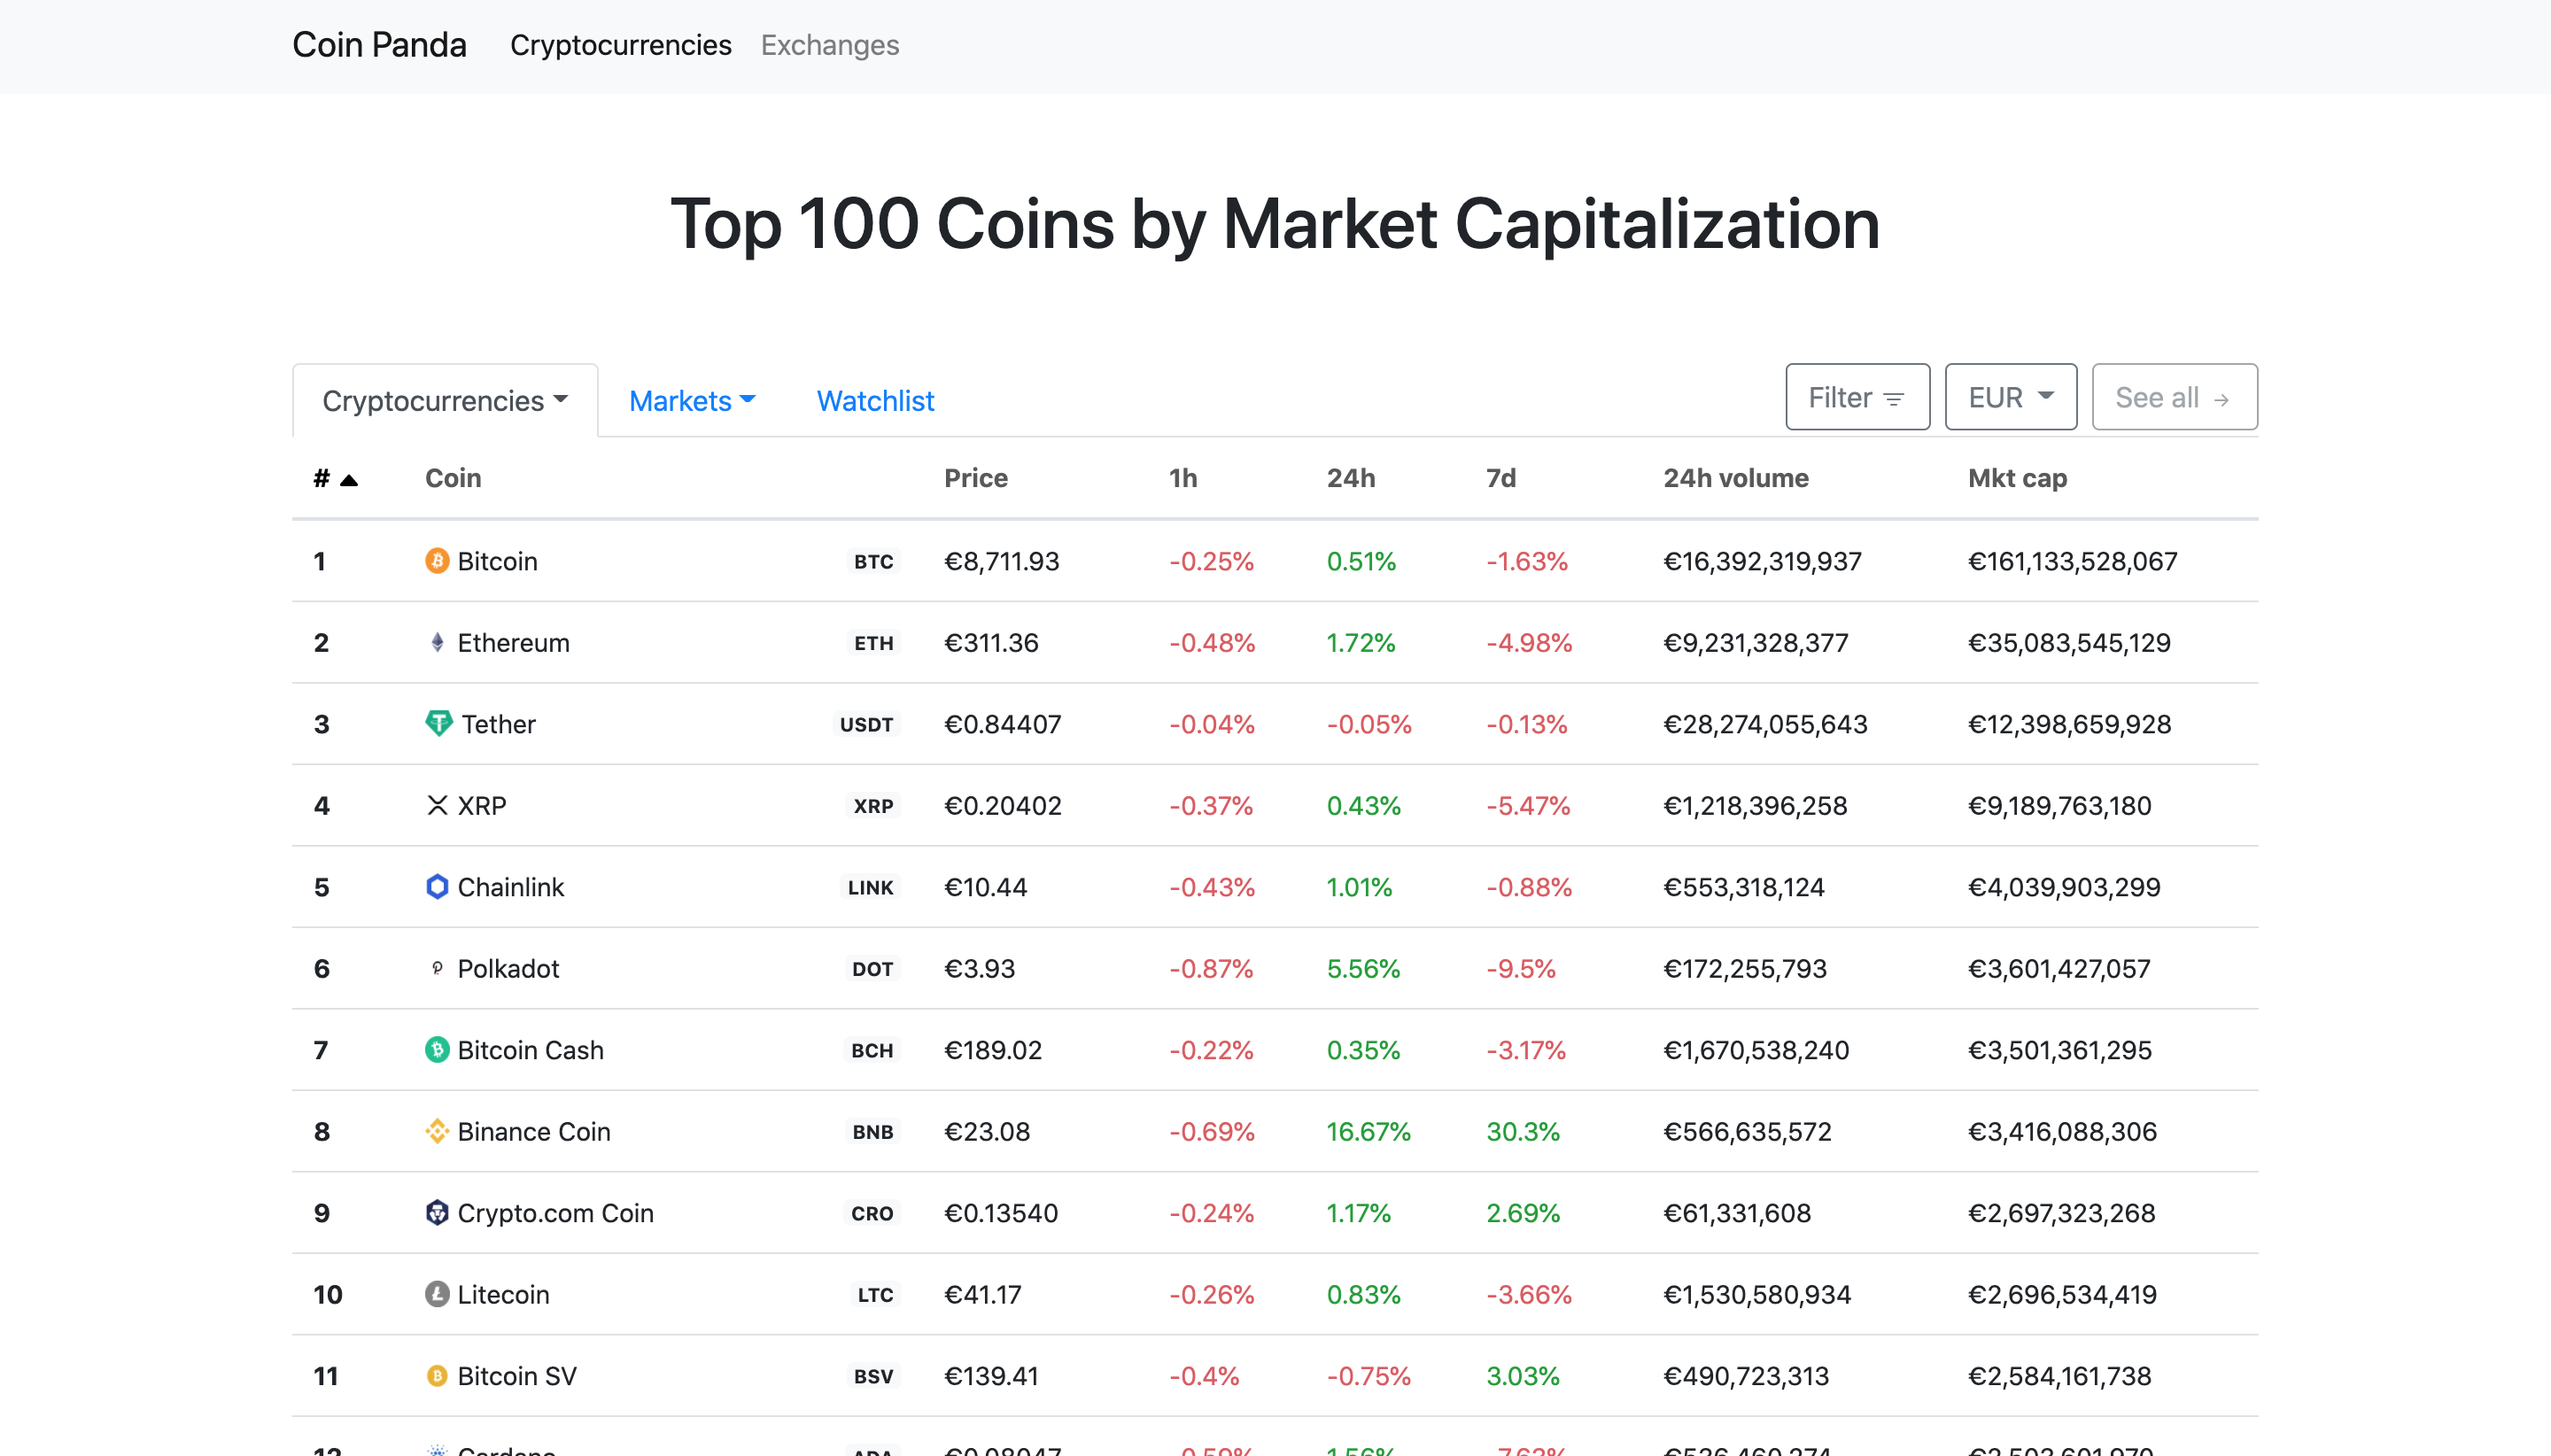 Coin Panda Cryptocurrencies Exchanges
Top 100 Coins by Market Capitalization
Cryptocurrencies Markets Watchlist Filter EUR See all →
# Coin Price 1h 24h 7d 24h volume Mkt cap
1 Bitcoin BTC €8,711.93 -0.25% 0.51% -1.63% €16,392,319,937 €161,133,528,067
2 Ethereum ETH €311.36 -0.48% 1.72% -4.98% €9,231,328,377 €35,083,545,129
3 Tether USDT €0.84407 -0.04% -0.05% -0.13% €28,274,055,643 €12,398,659,928
4 XRP XRP €0.20402 -0.37% 0.43% -5.47% €1,218,396,258 €9,189,763,180
5 Chainlink LINK €10.44 -0.43% 1.01% -0.88% €553,318,124 €4,039,903,299
6 Polkadot DOT €3.93 -0.87% 5.56% -9.5% €172,255,793 €3,601,427,057
7 Bitcoin Cash BCH €189.02 -0.22% 0.35% -3.17% €1,670,538,240 €3,501,361,295
8 Binance Coin BNB €23.08 -0.69% 16.67% 30.3% €566,635,572 €3,416,088,306
9 Crypto.com Coin CRO €0.13540 -0.24% 1.17% 2.69% €61,331,608 €2,697,323,268
10 Litecoin LTC €41.17 -0.26% 0.83% -3.66% €1,530,580,934 €2,696,534,419
11 Bitcoin SV BSV €139.41 -0.4% -0.75% 3.03% €490,723,313 €2,584,161,738
12 Cardano ADA